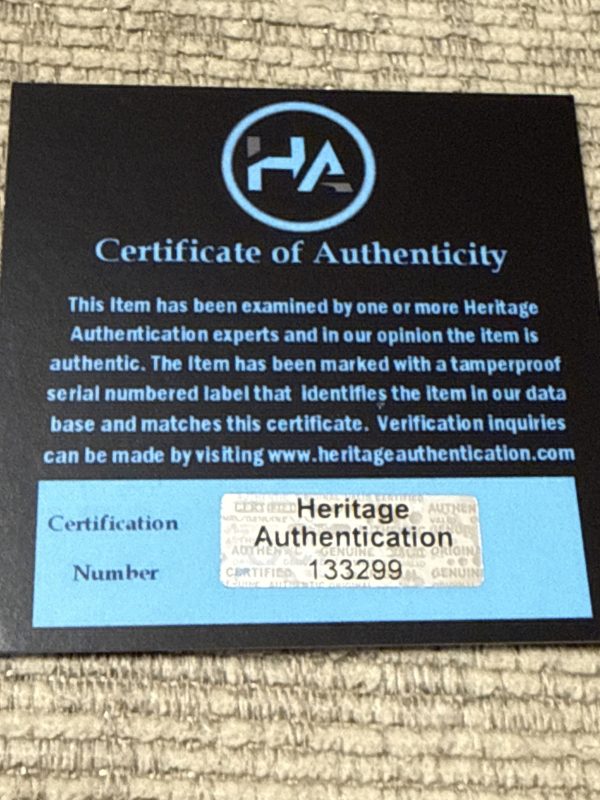 HA
Certificate of Authenticity
This Item has been examined by one or more Heritage
Authentication experts and in our opinion the item is
authentic. The Item has been marked with a tamperproof
serial numbered label that identifies the item in our data
base and matches this certificate. Verification inquiries
can be made by visiting www.heritageauthentication.com
Certification
Number
Heritage
Authentication
133299